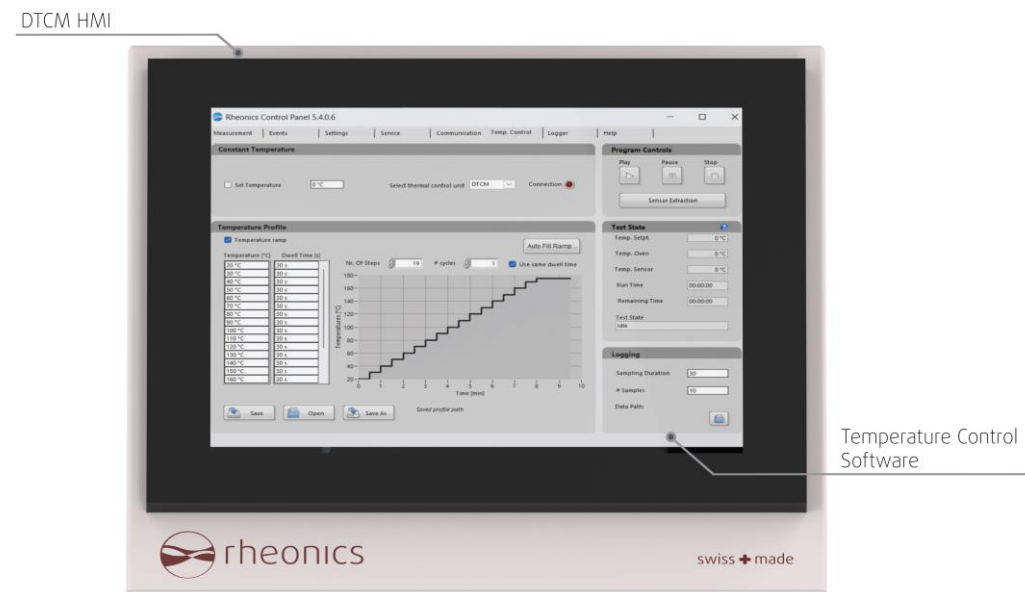 DTCM HMI
Rheonics Control Panel 5.4.0.6
Measurement Events Settings Service Communication Temp. Control Logger Help
Constant Temperature
Set Temperature 0 °C Select thermal control unit DTCM Connection
Program Controls
Play Pause Stop
Sensor Extraction
Temperature Profile
Temperature ramp
Auto Fill Ramp...
Temperature [°C] Dwell Time [s]
Nr. Of Steps 19 # cycles 1 Use same dwell time
20 °C 30 s
30 °C 30 s
40 °C 30 s
50 °C 30 s
60 °C 30 s
70 °C 30 s
80 °C 30 s
90 °C 30 s
100 °C 30 s
110 °C 30 s
120 °C 30 s
130 °C 30 s
140 °C 30 s
150 °C 30 s
160 °C 30 s
Temperatures [°C]
180
160
140
120
100
80
60
40
20
0 1 2 3 4 5 6 7 8 9 10
Time [min]
Save Open Save As Saved profile path
Test State
Temp. Setpt. 0 °C
Temp. Oven 0 °C
Temp. Sensor 0 °C
Run Time 00:00:00
Remaining Time 00:00:00
Test State
Idle
Logging
Sampling Duration 30
# Samples 10
Data Path:
Temperature Control
Software
rheonics
swiss made